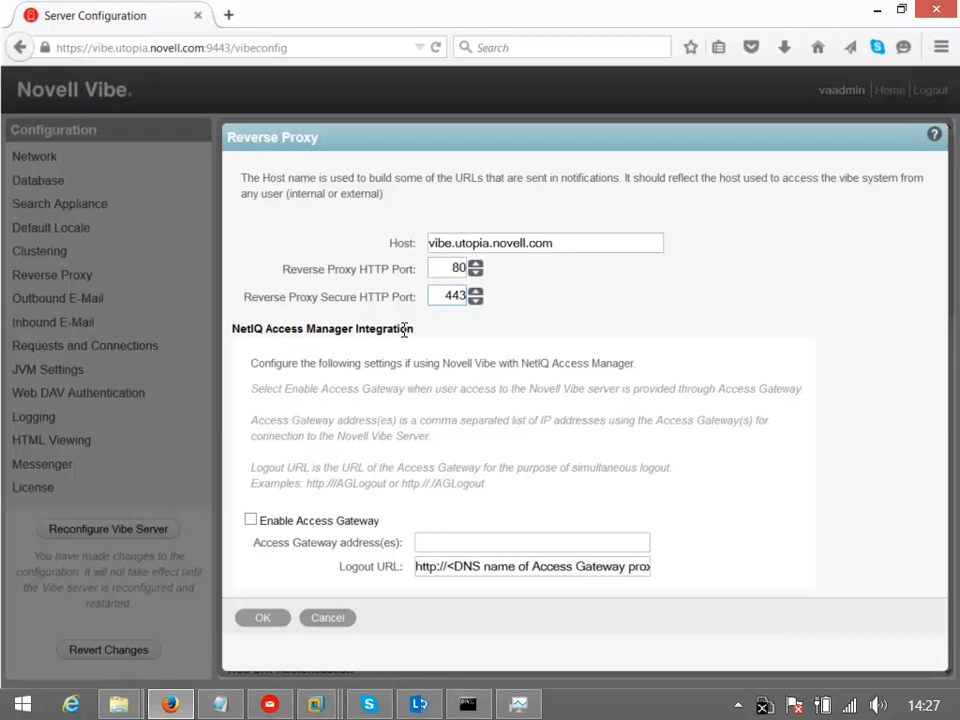 Server Configuration
https://vibe.utopia.novell.com:9443/vibeconfig
Search
Novell Vibe.
vaadmin | Home | Logout
Configuration
Network
Database
Search Appliance
Default Locale
Clustering
Reverse Proxy
Outbound E-Mail
Inbound E-Mail
Requests and Connections
JVM Settings
Web DAV Authentication
Logging
HTML Viewing
Messenger
License
Reconfigure Vibe Server
You have made changes to the
configuration. It will not take effect until
the Vibe server is reconfigured and
restarted.
Revert Changes
Reverse Proxy
?
The Host name is used to build some of the URLs that are sent in notifications. It should reflect the host used to access the vibe system from
any user (internal or external)
Host: vibe.utopia.novell.com
Reverse Proxy HTTP Port: 80
Reverse Proxy Secure HTTP Port: 443
NetIQ Access Manager Integration
Configure the following settings if using Novell Vibe with NetIQ Access Manager.
Select Enable Access Gateway when user access to the Novell Vibe server is provided through Access Gateway.
Access Gateway address(es) is a comma separated list of IP addresses using the Access Gateway(s) for
connection to the Novell Vibe Server.
Logout URL is the URL of the Access Gateway for the purpose of simultaneous logout.
Examples. http:///AGLogout or http://:/AGLogout
Enable Access Gateway
Access Gateway address(es):
Logout URL: http://<DNS name of Access Gateway prox
OK
Cancel
14:27